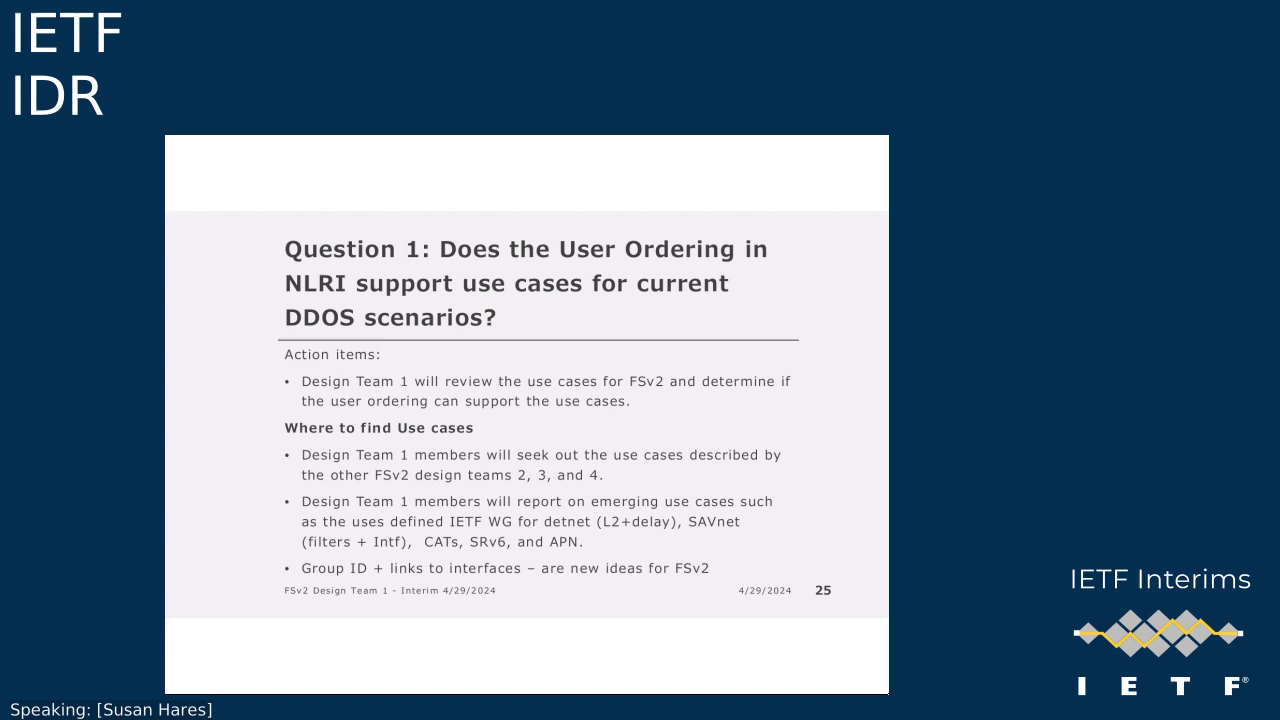 IETF
IDR
Question 1: Does the User Ordering in
NLRI support use cases for current
DDOS scenarios?
Action items:
• Design Team 1 will review the use cases for FSv2 and determine if
the user ordering can support the use cases.
Where to find Use cases
• Design Team 1 members will seek out the use cases described by
the other FSv2 design teams 2, 3, and 4.
• Design Team 1 members will report on emerging use cases such
as the uses defined IETF WG for detnet (L2+delay), SAVnet
(filters + Intf),  CATs, SRv6, and APN.
• Group ID + links to interfaces – are new ideas for FSv2
FSv2 Design Team 1 - Interim 4/29/2024 4/29/2024 25
IETF Interims
I E T F®
Speaking: [Susan Hares]